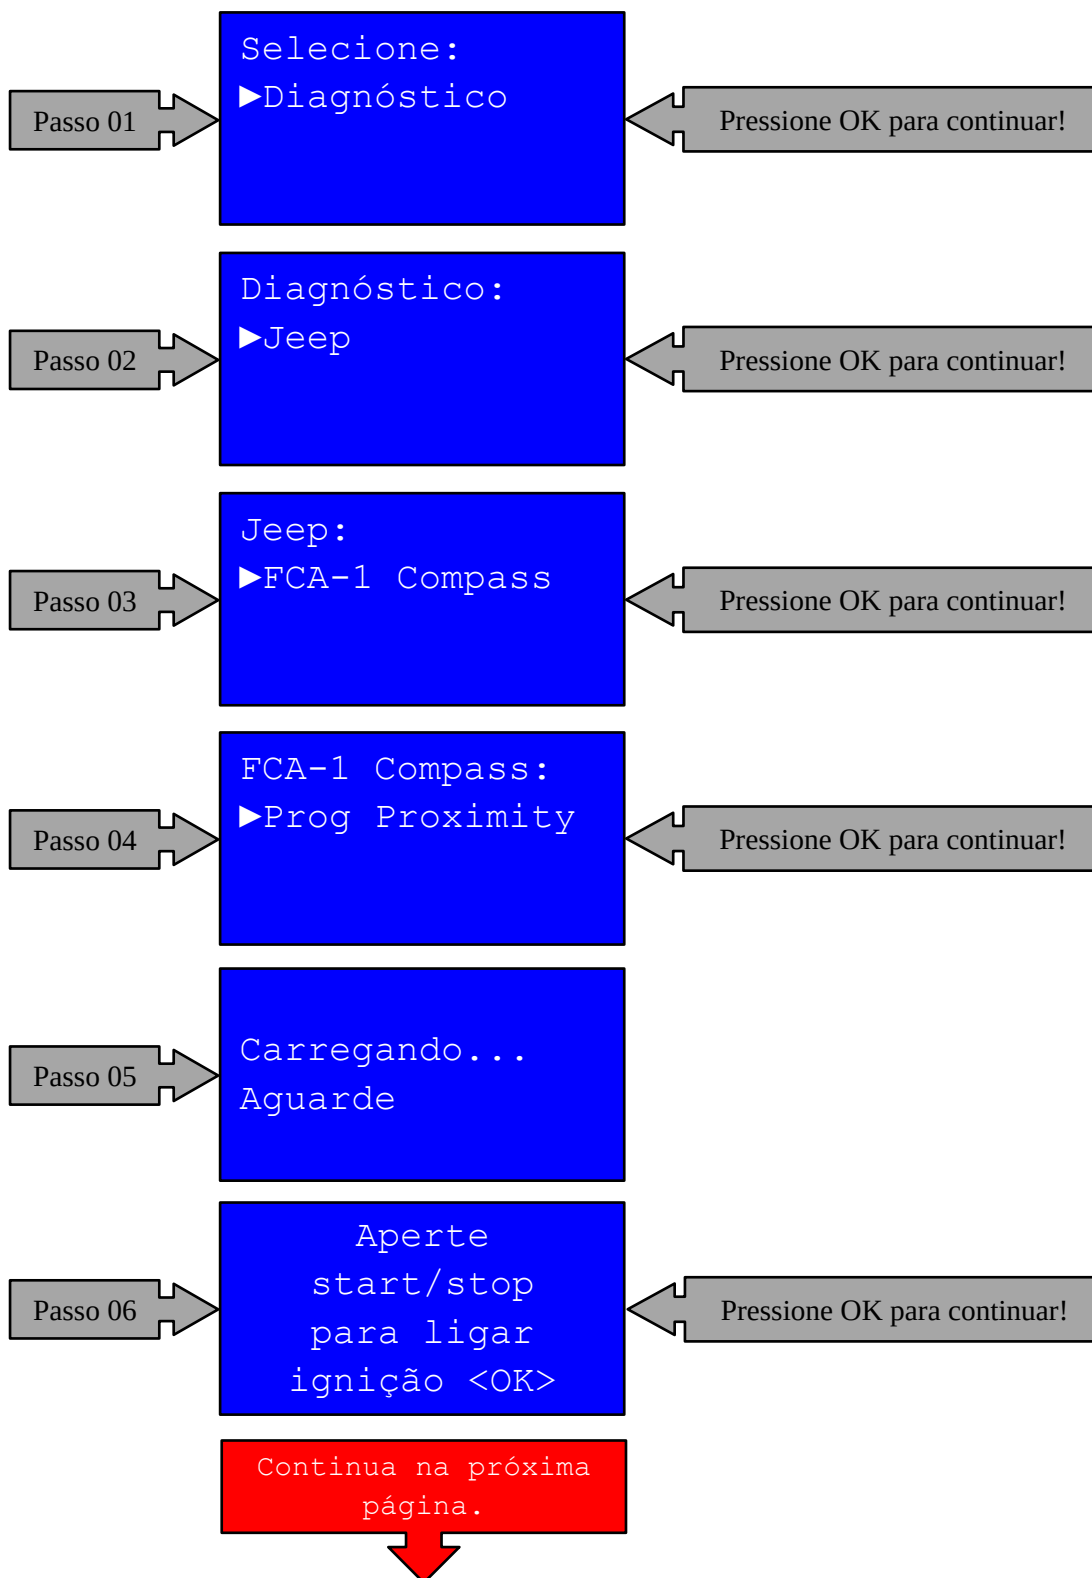 Selecione:
►Diagnóstico
Passo 01
Pressione OK para continuar!
Diagnóstico:
►Jeep
Passo 02
Pressione OK para continuar!
Jeep:
►FCA-1 Compass
Passo 03
Pressione OK para continuar!
FCA-1 Compass:
►Prog Proximity
Passo 04
Pressione OK para continuar!
Carregando...
Aguarde
Passo 05
Aperte
start/stop
para ligar
ignição <OK>
Passo 06
Pressione OK para continuar!
Continua na próxima
página.